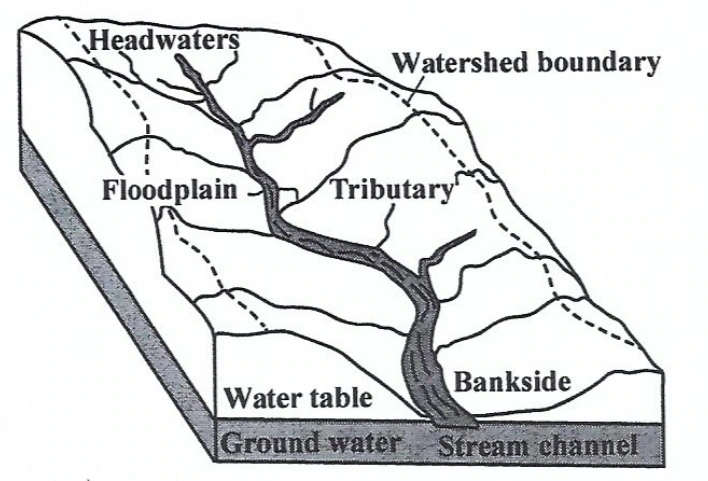 Headwaters
Watershed boundary
Floodplain
Tributary
Bankside
Water table
Ground water
Stream channel